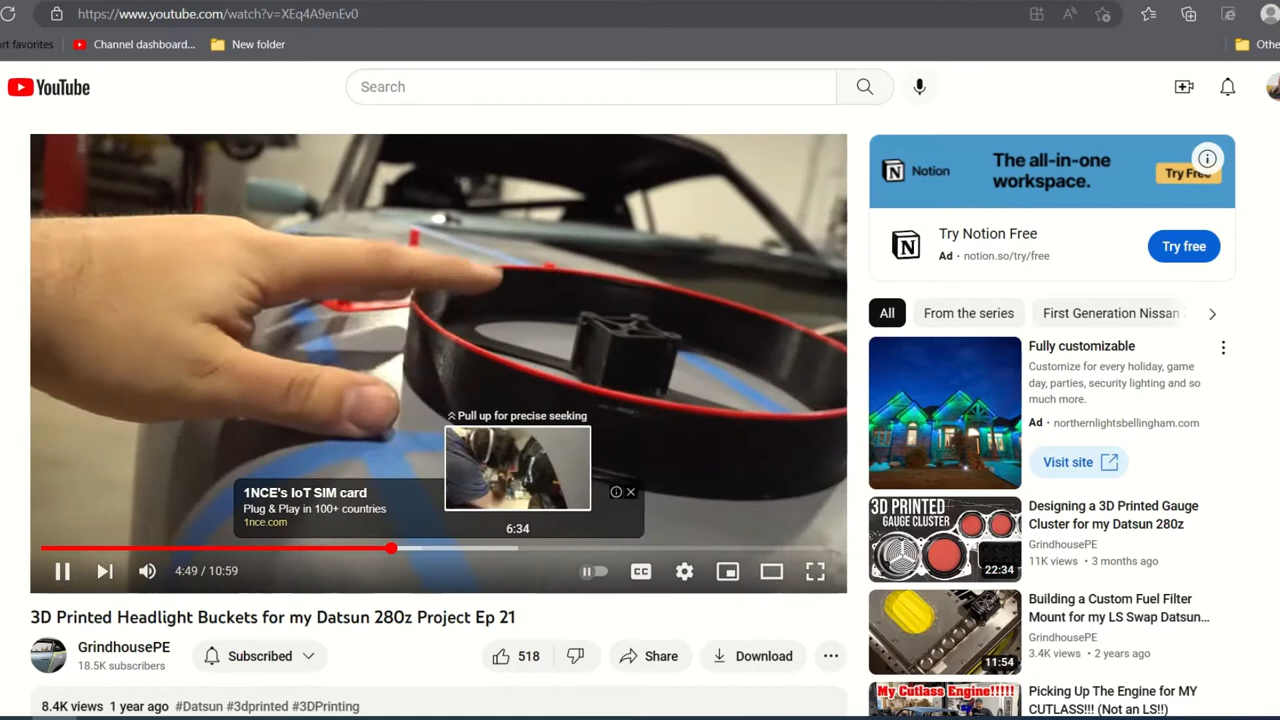 https://www.youtube.com/watch?v=XEq4A9enEv0
rt favorites
Channel dashboard...
New folder
Othe
YouTube
Search
Pull up for precise seeking
1NCE's IoT SIM card
Plug & Play in 100+ countries
1nce.com
6:34
4:49 / 10:59
CC
3D Printed Headlight Buckets for my Datsun 280z Project Ep 21
GrindhousePE
18.5K subscribers
Subscribed
518
Share
Download
8.4K views 1 year ago #Datsun #3dprinted #3DPrinting
Notion
The all-in-one
workspace.
Try Free
Try Notion Free
Ad · notion.so/try/free
Try free
All
From the series
First Generation Nissan
Fully customizable
Customize for every holiday, game
day, parties, security lighting and so
much more.
Ad · northernlightsbellingham.com
Visit site
3D PRINTED
GAUGE CLUSTER
22:34
Designing a 3D Printed Gauge
Cluster for my Datsun 280z
GrindhousePE
11K views • 3 months ago
11:54
Building a Custom Fuel Filter
Mount for my LS Swap Datsun...
GrindhousePE
3.4K views • 2 years ago
My Cutlass Engine!!!!!
Picking Up The Engine for MY
CUTLASS!!! (Not an LS!!)